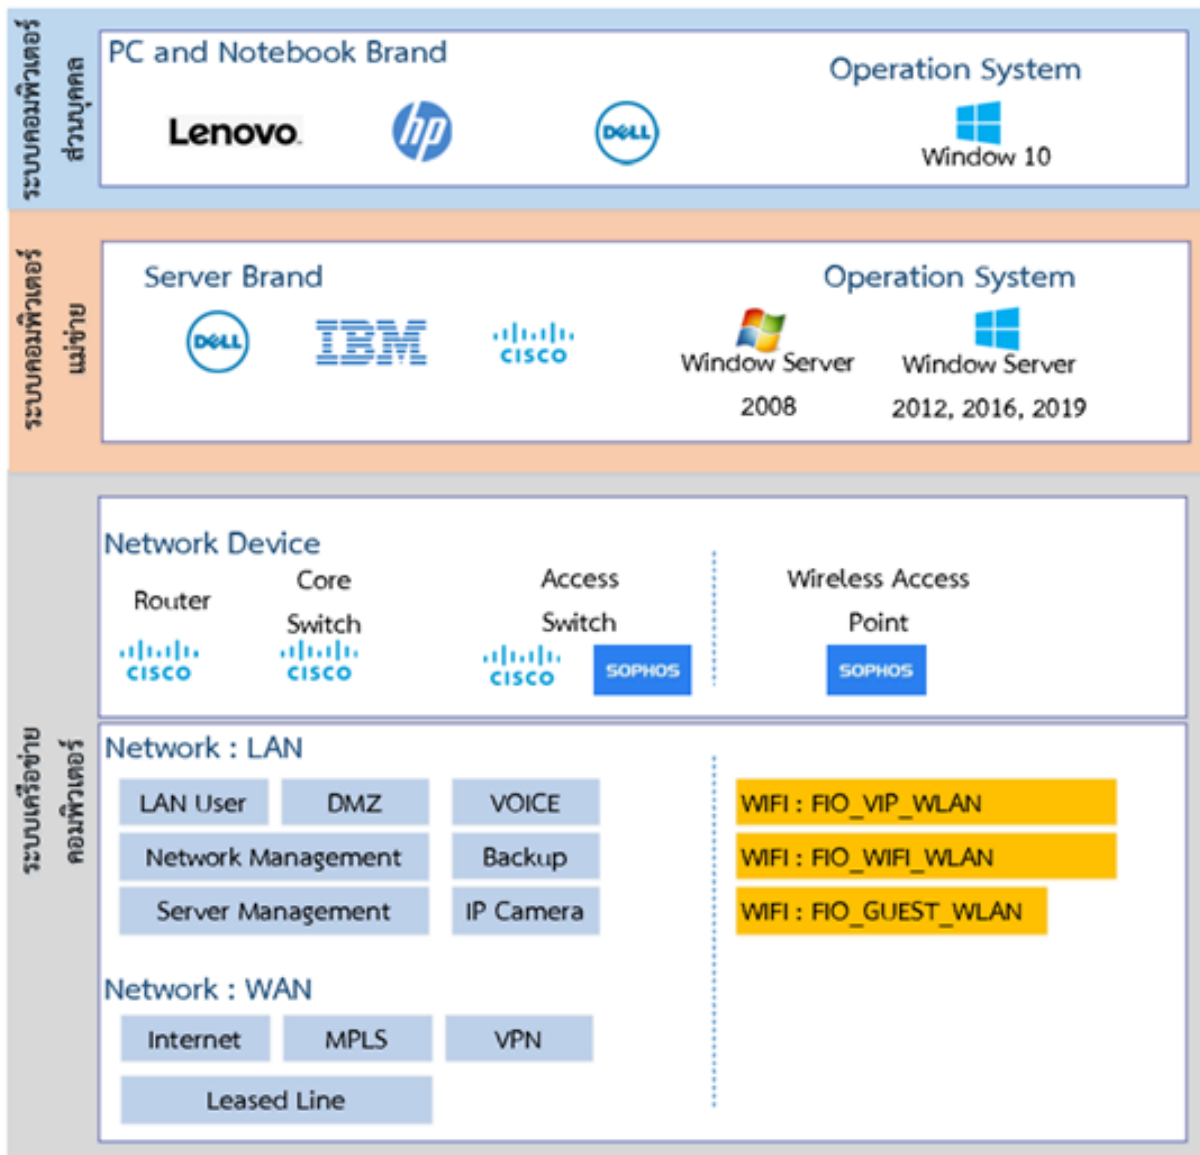 ระบบคอมพิวเตอร์
ส่วนบุคคล
PC and Notebook Brand
Operation System
Lenovo.
hp
DELL
Window 10
ระบบคอมพิวเตอร์
แม่ข่าย
Server Brand
Operation System
DELL
IBM
CISCO
Window Server
2008
Window Server
2012, 2016, 2019
ระบบเครือข่าย
คอมพิวเตอร์
Network Device
Router
CISCO
Core
Switch
CISCO
Access
Switch
CISCO
SOPHOS
Wireless Access
Point
SOPHOS
Network : LAN
LAN User
DMZ
VOICE
WIFI : FIO_VIP_WLAN
Network Management
Backup
WIFI : FIO_WIFI_WLAN
Server Management
IP Camera
WIFI : FIO_GUEST_WLAN
Network : WAN
Internet
MPLS
VPN
Leased Line